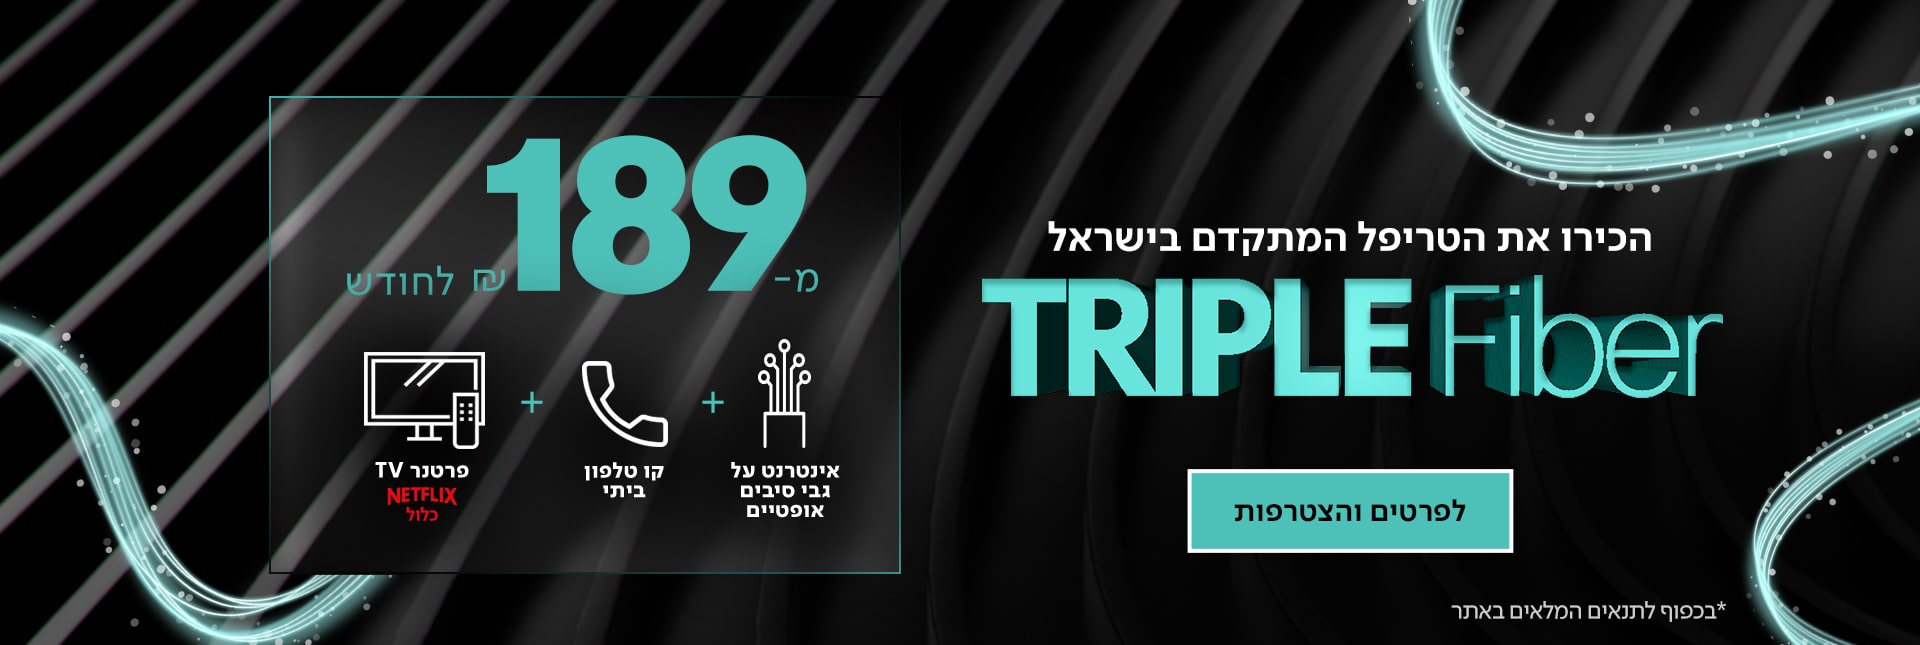 הכירו את הטריפל המתקדם בישראל
TRIPLE Fiber
לפרטים והצטרפות
*בכפוף לתנאים המלאים באתר
מ-189 ₪ לחודש
אינטרנט על
גבי סיבים
אופטיים
+
קו טלפון
ביתי
+
פרטנר TV
NETFLIX
כלול